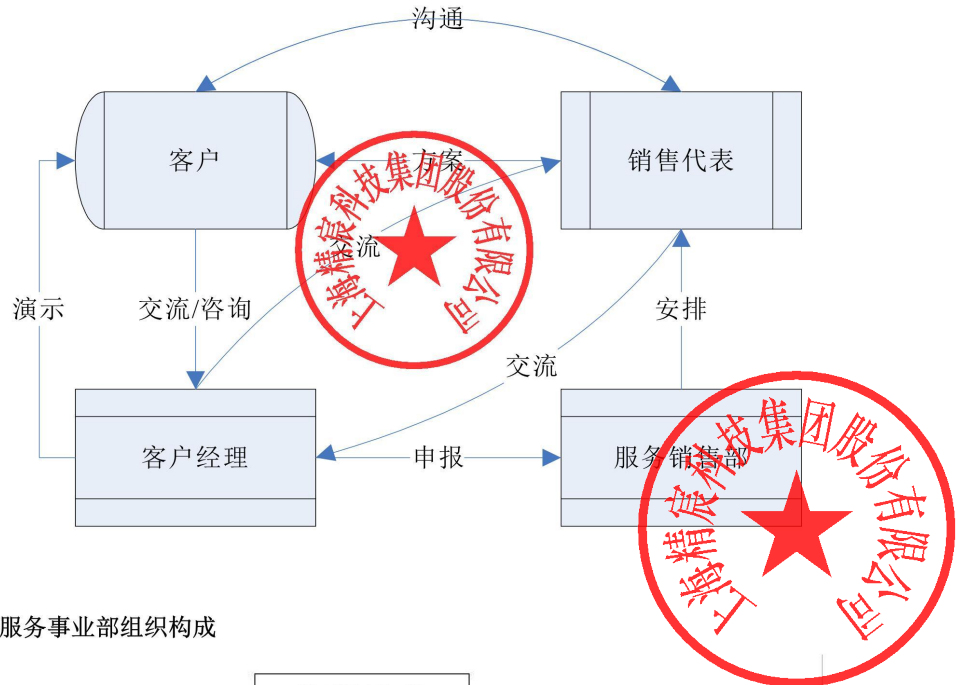 沟通
客户
方案
销售代表
交流
演示
交流/咨询
安排
交流
客户经理
申报
服务销售部
上海精宸科技集团股份有限公司
上海精宸科技集团股份有限公司
服务事业部组织构成